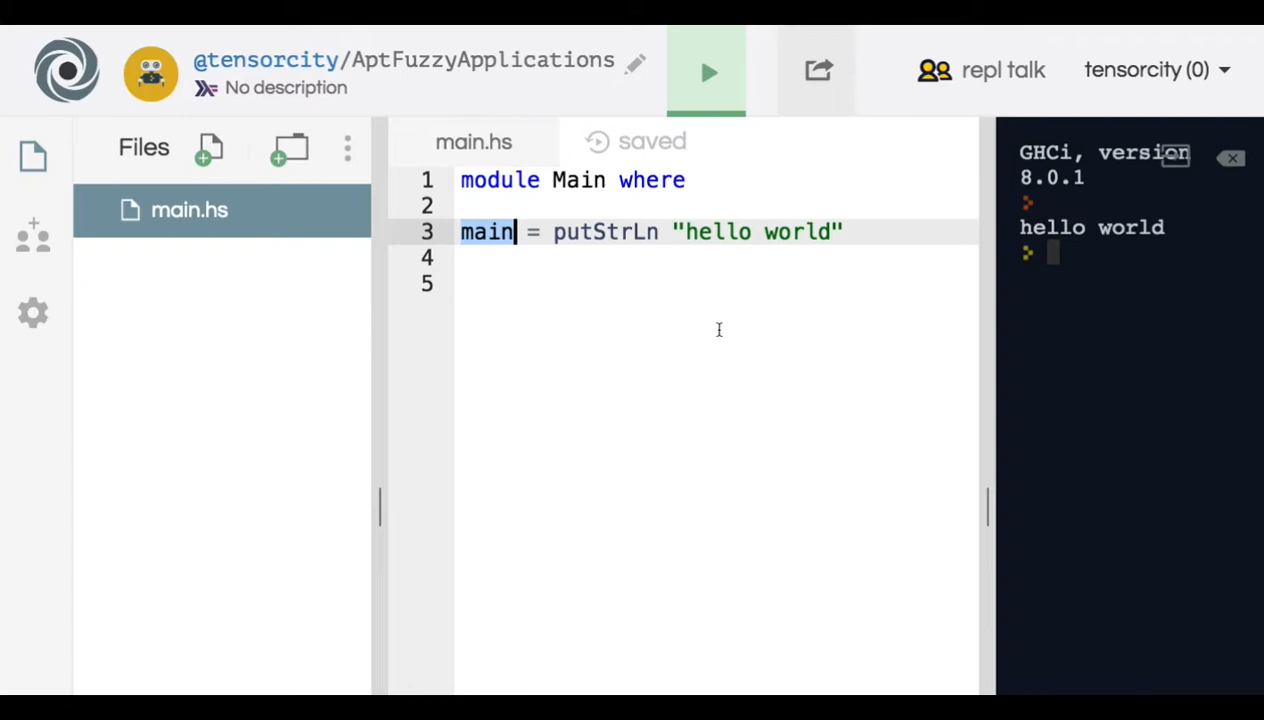 @tensorcity/AptFuzzyApplications
No description
repl talk
tensorcity (0)
Files
main.hs
main.hs
saved
1 module Main where
2
3 main = putStrLn "hello world"
4
5
GHCi, version
8.0.1
hello world